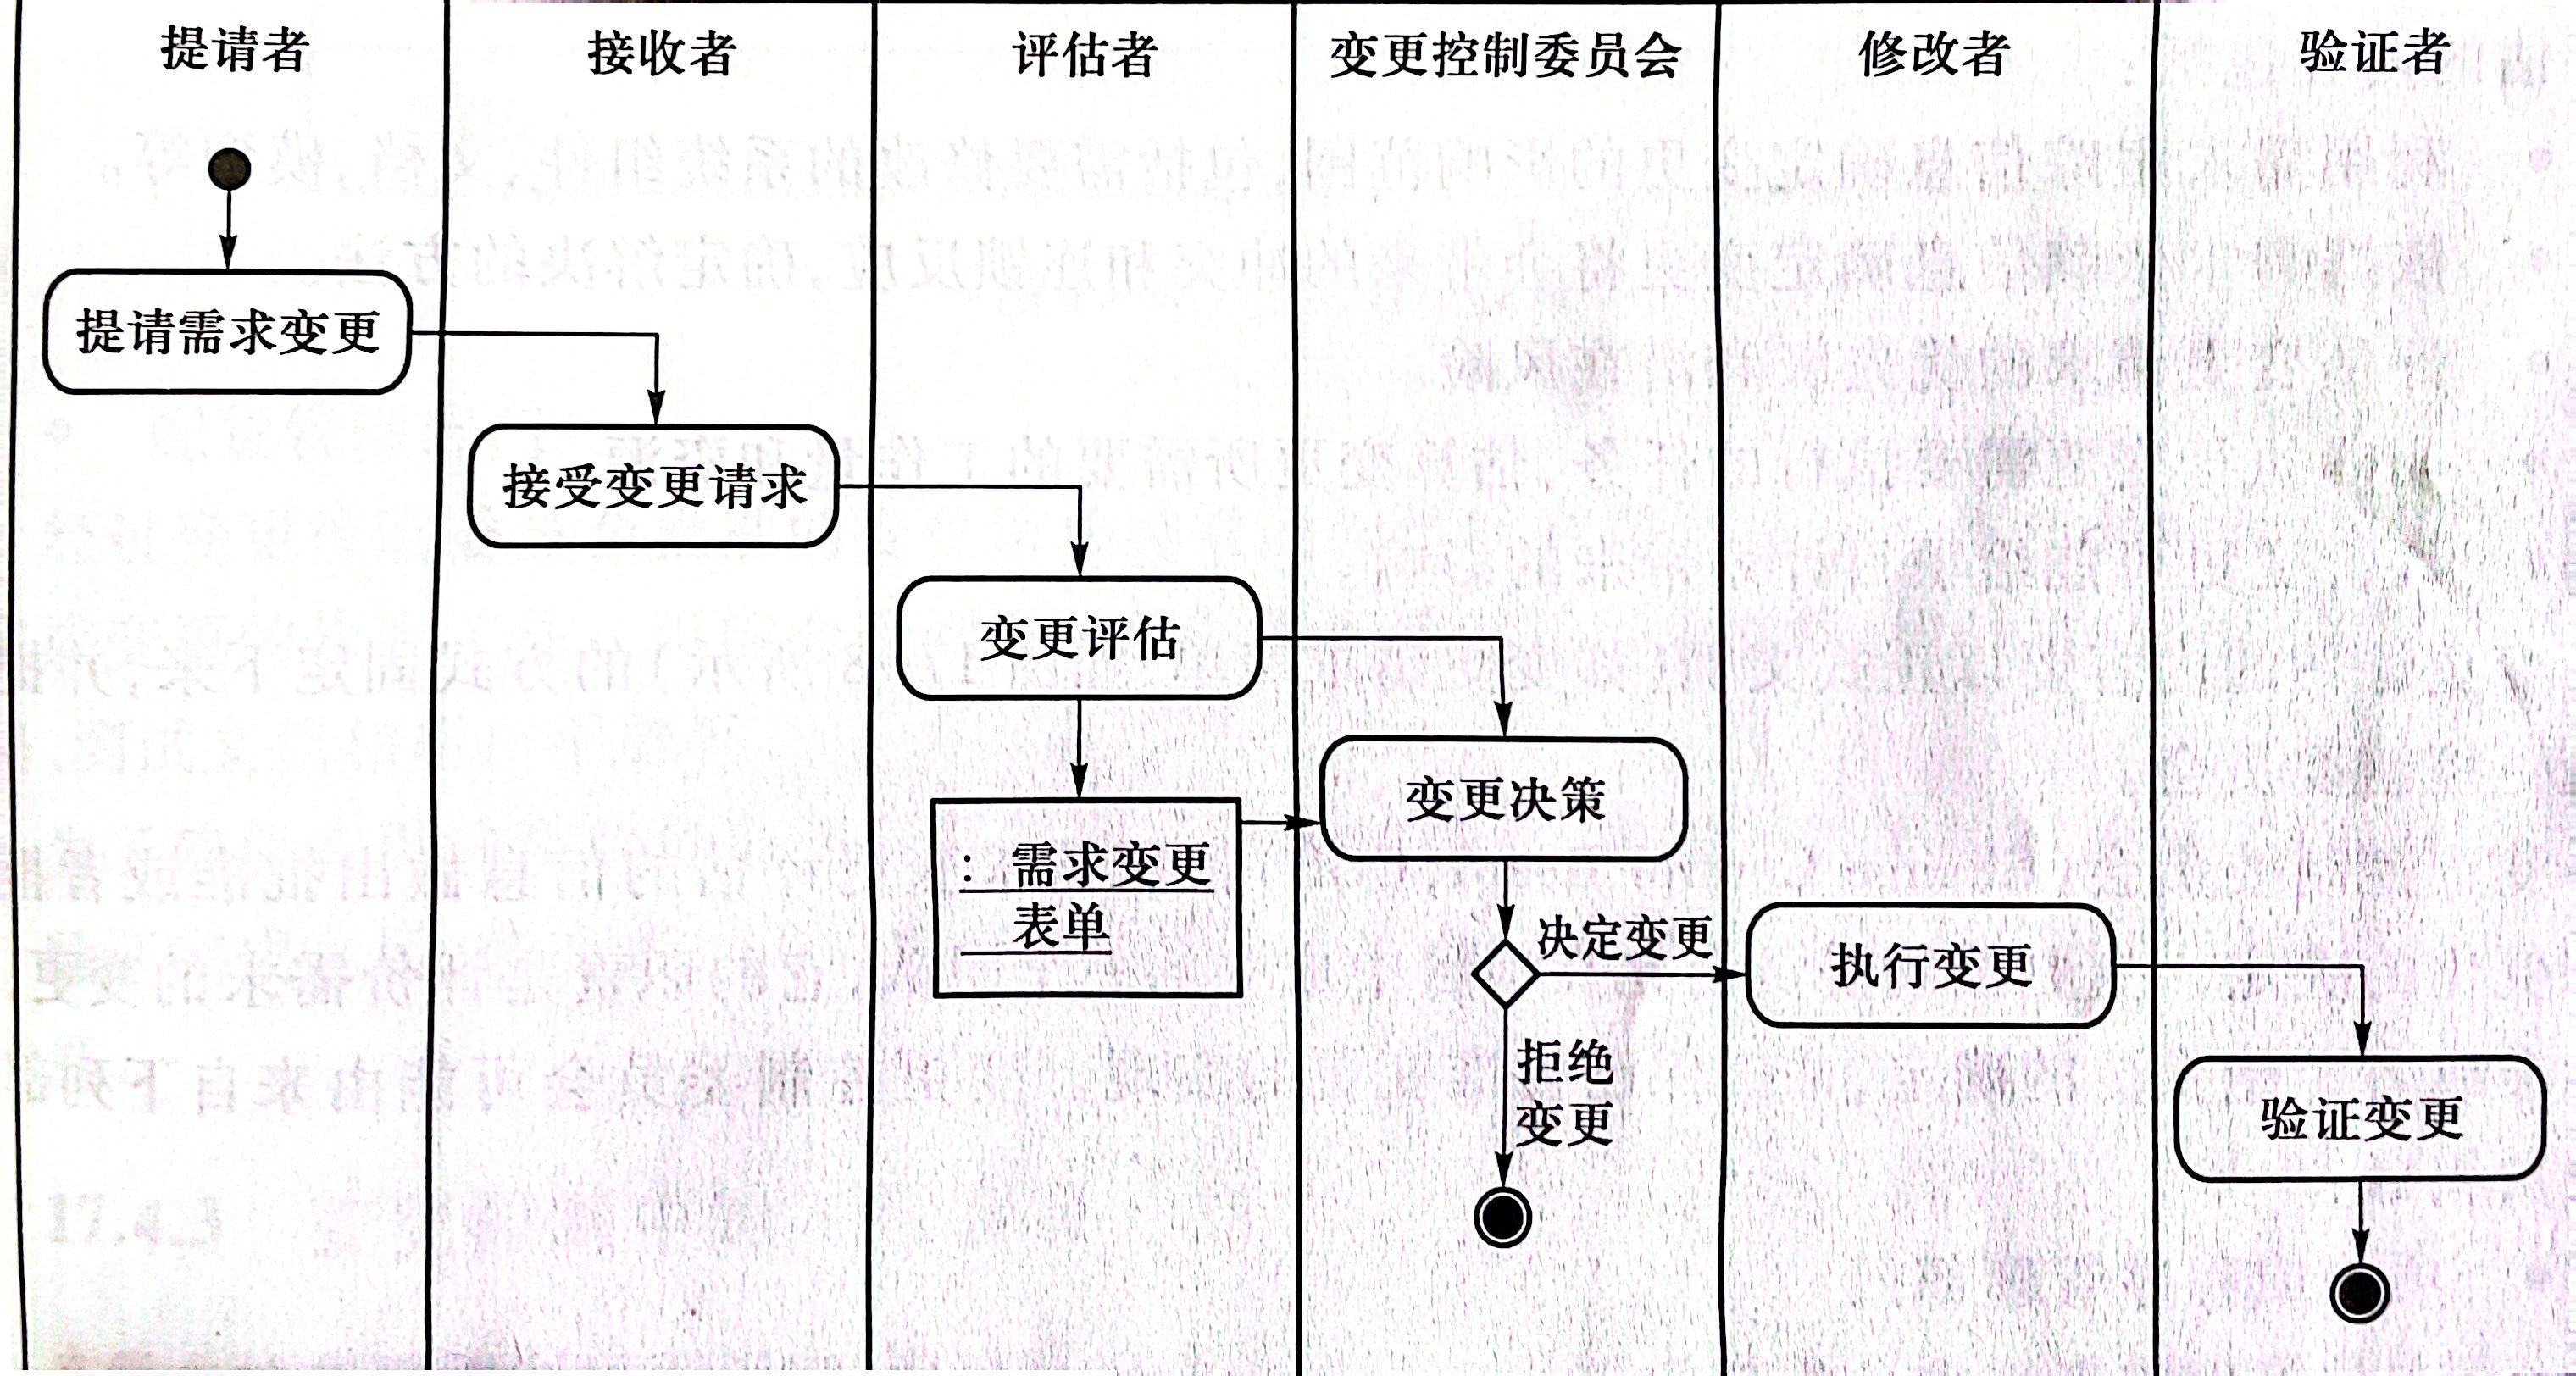 提请者
接收者
评估者
变更控制委员会
修改者
验证者
提请需求变更
接受变更请求
变更评估
变更决策
: 需求变更
表单
决定变更
执行变更
拒绝
变更
验证变更